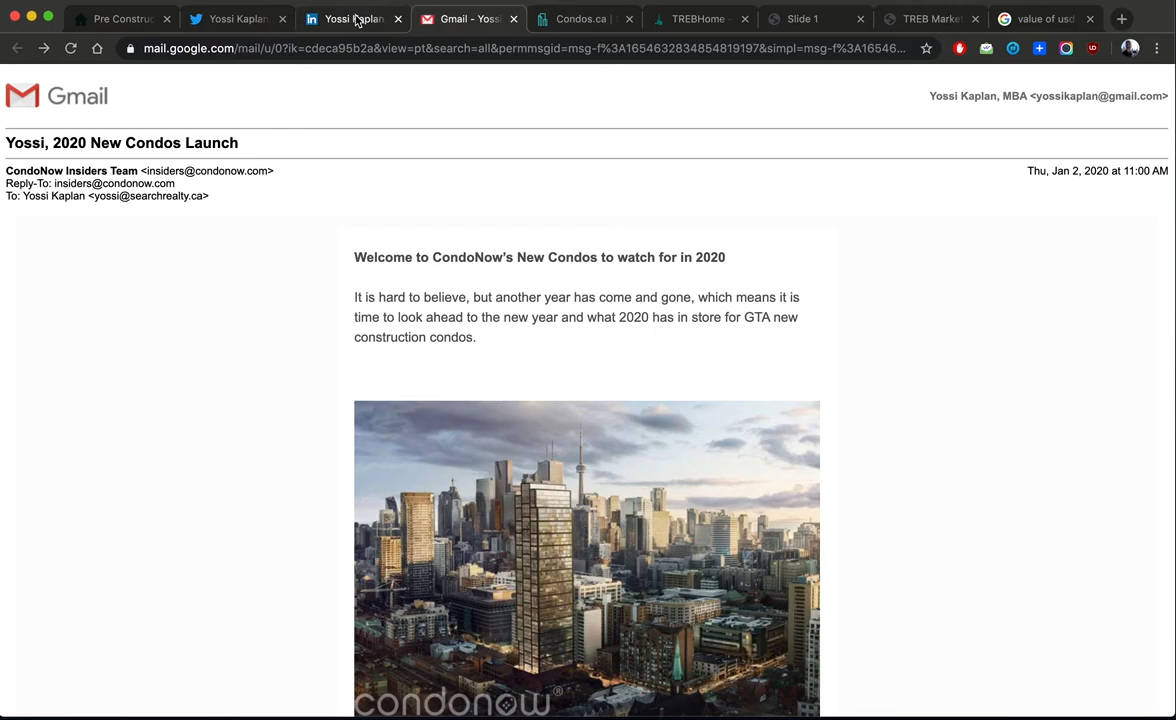 Pre Construc
Yossi Kaplan
Yossi Kaplan
Gmail - Yossi
Condos.ca |
TREBHome -
Slide 1
TREB Market
value of usd
mail.google.com/mail/u/0?ik=cdeca95b2a&view=pt&search=all&permmsgid=msg-f%3A1654632834854819197&simpl=msg-f%3A16546...
Gmail
Yossi Kaplan, MBA <yossikaplan@gmail.com>
Yossi, 2020 New Condos Launch
CondoNow Insiders Team <insiders@condonow.com>
Thu, Jan 2, 2020 at 11:00 AM
Reply-To: insiders@condonow.com
To: Yossi Kaplan <yossi@searchrealty.ca>
Welcome to CondoNow's New Condos to watch for in 2020
It is hard to believe, but another year has come and gone, which means it is
time to look ahead to the new year and what 2020 has in store for GTA new
construction condos.
condonow®